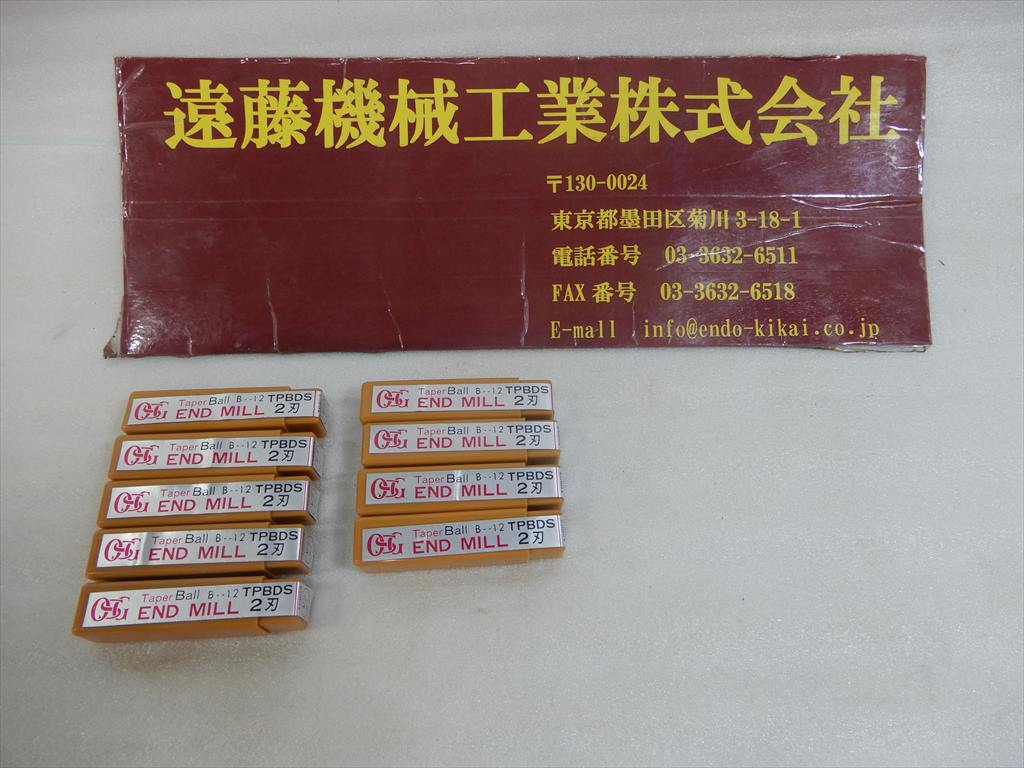 遠藤機械工業株式会社
〒130-0024
東京都墨田区菊川3-18-1
電話番号 03-3632-6511
FAX番号 03-3632-6518
E-mall info@endo-kikai.co.jp
OSG Taper Ball B--12 TPBDS
END MILL 2刃
OSG Taper Ball B--12 TPBDS
END MILL 2刃
OSG Taper Ball B--12 TPBDS
END MILL 2刃
OSG Taper Ball B--12 TPBDS
END MILL 2刃
OSG Taper Ball B--12 TPBDS
END MILL 2刃
OSG Taper Ball B--12 TPBDS
END MILL 2刃
OSG Taper Ball B--12 TPBDS
END MILL 2刃
OSG Taper Ball B--12 TPBDS
END MILL 2刃
OSG Taper Ball B--12 TPBDS
END MILL 2刃